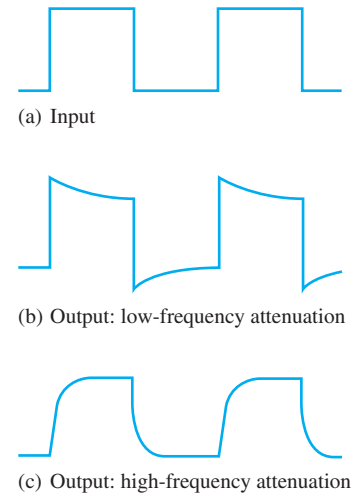 (a) Input
(b) Output: low-frequency attenuation
(c) Output: high-frequency attenuation